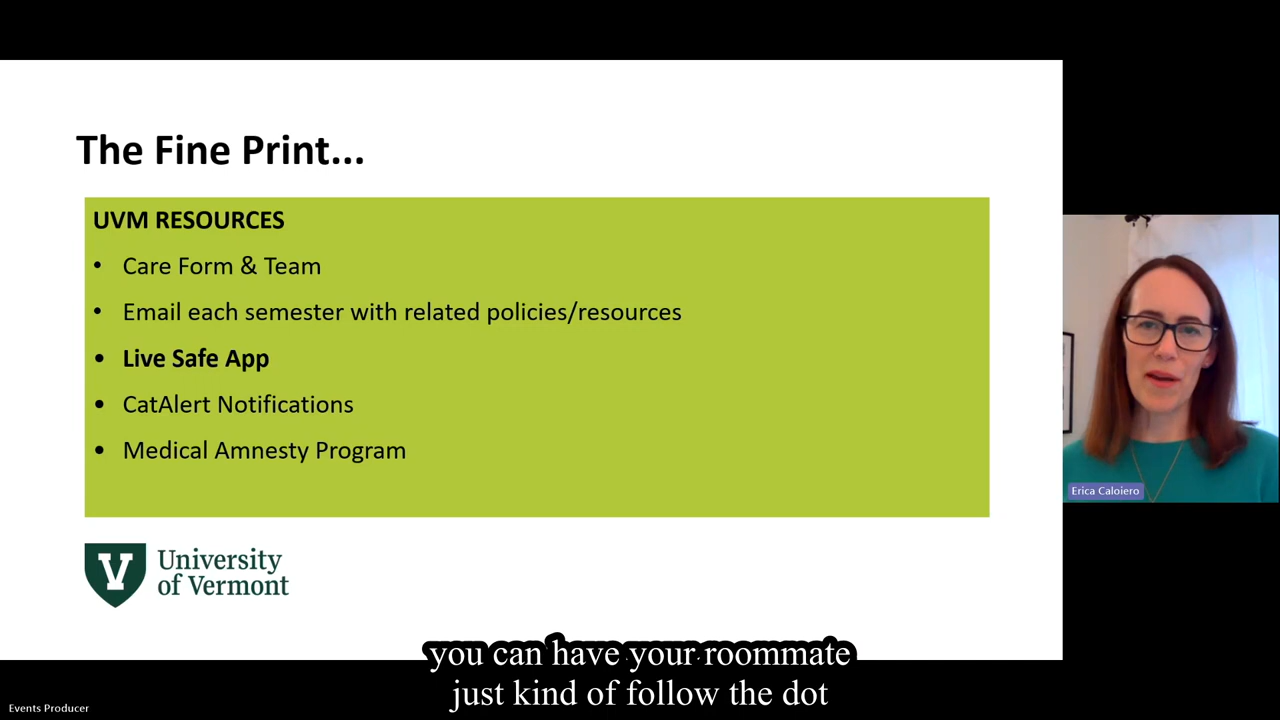 The Fine Print...
UVM RESOURCES
• Care Form & Team
• Email each semester with related policies/resources
• Live Safe App
• CatAlert Notifications
• Medical Amnesty Program
V
University
of Vermont
Erica Caloiero
you can have your roommate
just kind of follow the dot
Events Producer